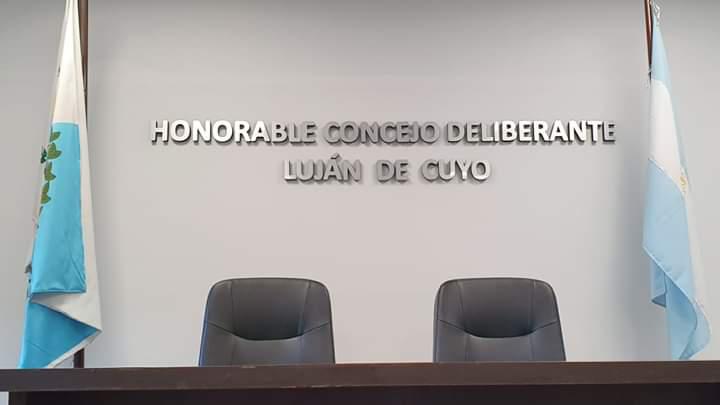 HONORABLE CONCEJO DELIBERANTE
LUJÁN DE CUYO